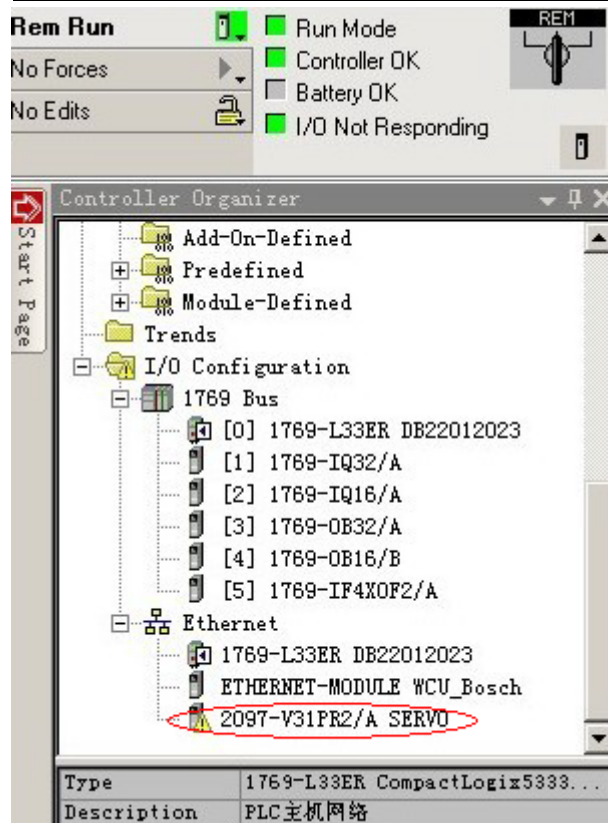 Rem Run
Run Mode
REM
No Forces
Controller OK
Battery OK
No Edits
I/O Not Responding
Controller Organizer
Start Page
Add-On-Defined
Predefined
Module-Defined
Trends
I/O Configuration
1769 Bus
[0] 1769-L33ER DB22012023
[1] 1769-IQ32/A
[2] 1769-IQ16/A
[3] 1769-OB32/A
[4] 1769-OB16/B
[5] 1769-IF4XOF2/A
Ethernet
1769-L33ER DB22012023
ETHERNET-MODULE WCU_Bosch
2097-V31PR2/A SERVO
Type 1769-L33ER CompactLogix5333...
Description PLC主机网络